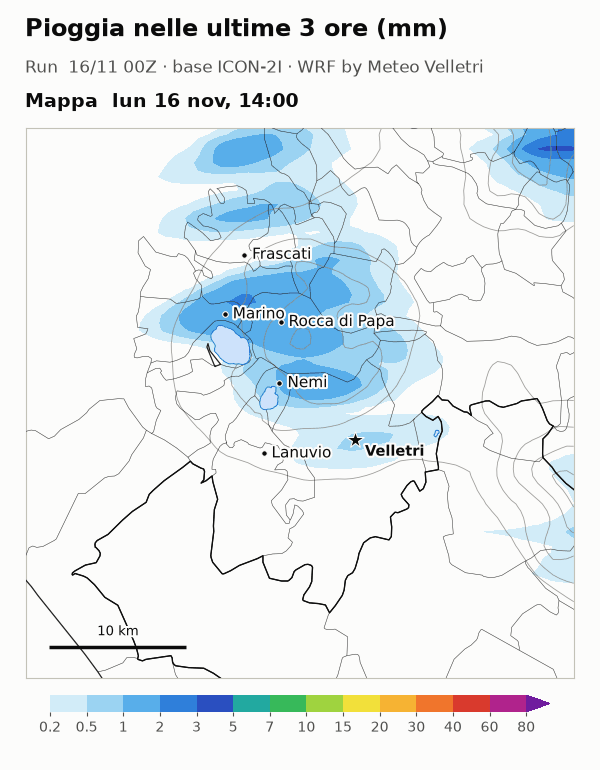 Pioggia nelle ultime 3 ore (mm)
Run  16/11 00Z · base ICON-2I · WRF by Meteo Velletri
Mappa  lun 16 nov, 14:00
Frascati
Marino
Rocca di Papa
Nemi
Velletri
Lanuvio
10 km
0.2 0.5 1 2 3 5 7 10 15 20 30 40 60 80